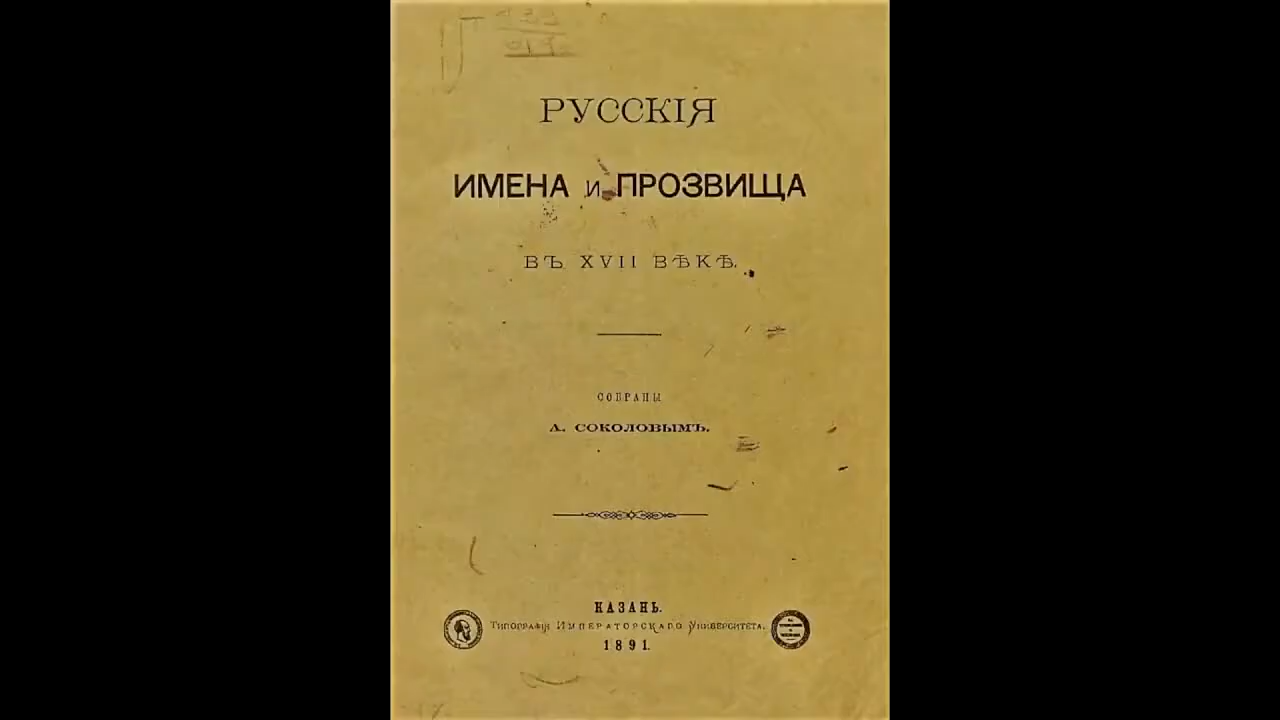 РУССКІЯ
ИМЕНА и ПРОЗВИЩА
ВЪ XVII ВѢКѢ.
СОБРАНЫ
А. СОКОЛОВЫМЪ.
КАЗАНЬ.
Типографія Императорскаго Университета.
1891.